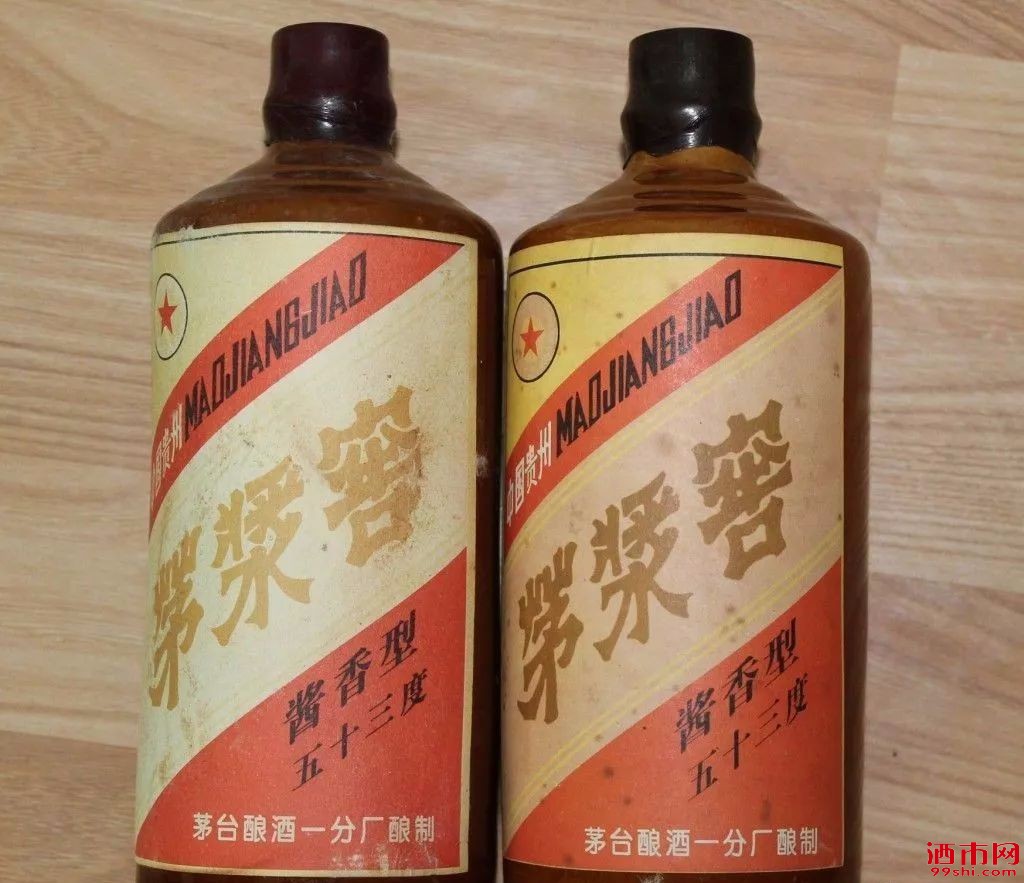 中国贵州 MAOJIANGJIAO
茅浆窖
酱香型
五十三度
茅台酿酒一分厂酿制
中国贵州 MAOJIANGJIAO
茅浆窖
酱香型
五十三度
茅台酿酒一分厂酿制
酒市网
99shi.com